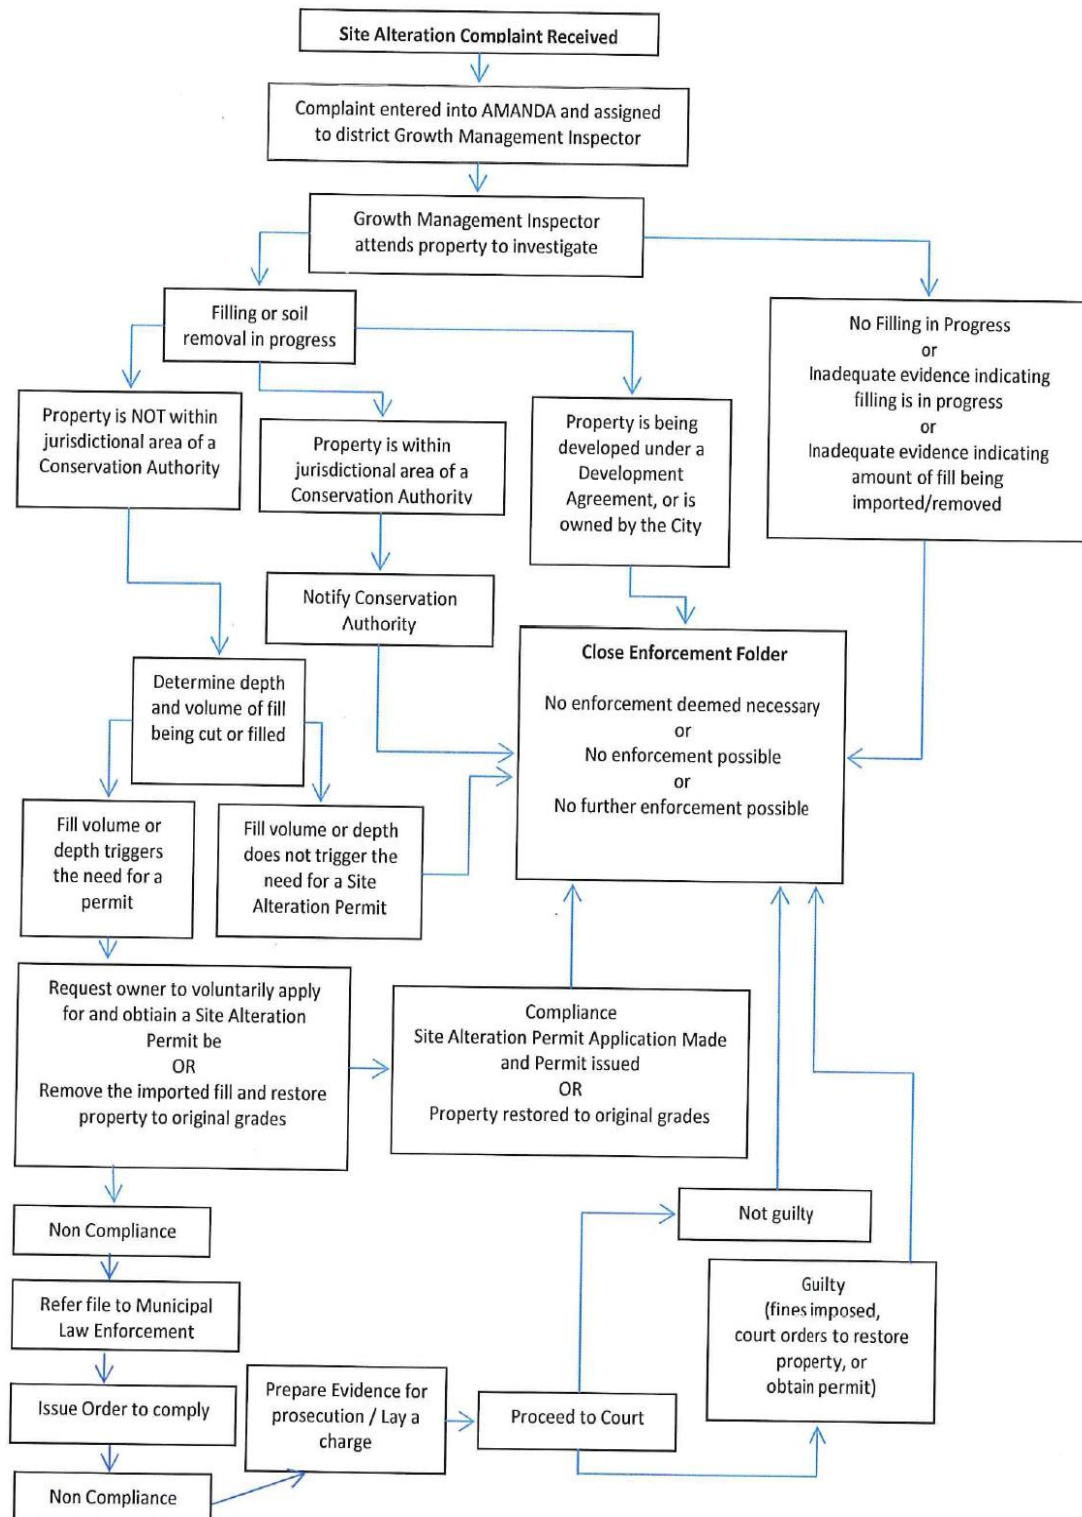 Site Alteration Complaint Received
Complaint entered into AMANDA and assigned
to district Growth Management Inspector
Growth Management Inspector
attends property to investigate
Filling or soil
removal in progress
No Filling in Progress
or
Inadequate evidence indicating
filling is in progress
or
Inadequate evidence indicating
amount of fill being
imported/removed
Property is NOT within
jurisdictional area of a
Conservation Authority
Property is within
jurisdictional area of a
Conservation Authority
Property is being
developed under a
Development
Agreement, or is
owned by the City
Notify Conservation
Authority
Close Enforcement Folder
No enforcement deemed necessary
or
No enforcement possible
or
No further enforcement possible
Determine depth
and volume of fill
being cut or filled
Fill volume or
depth triggers
the need for a
permit
Fill volume or depth
does not trigger the
need for a Site
Alteration Permit
Request owner to voluntarily apply
for and obtiain a Site Alteration
Permit be
OR
Remove the imported fill and restore
property to original grades
Compliance
Site Alteration Permit Application Made
and Permit issued
OR
Property restored to original grades
Non Compliance
Refer file to Municipal
Law Enforcement
Issue Order to comply
Non Compliance
Prepare Evidence for
prosecution / Lay a
charge
Proceed to Court
Not guilty
Guilty
(fines imposed,
court orders to restore
property, or
obtain permit)